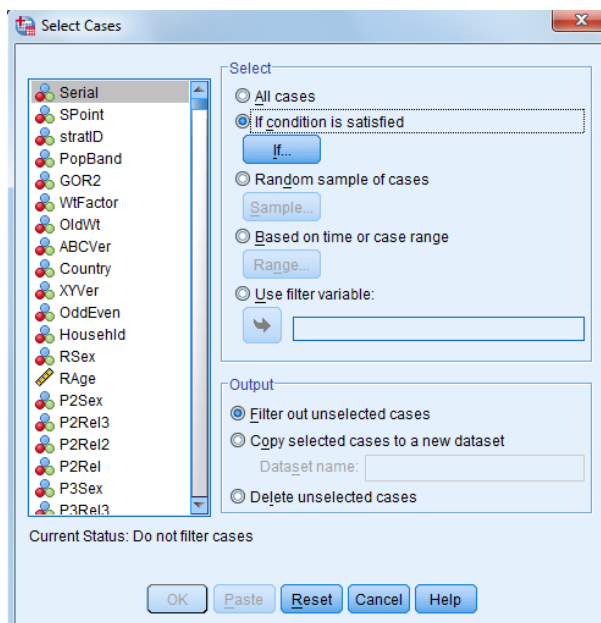 Select Cases
Serial
SPoint
stratID
PopBand
GOR2
WtFactor
OldWt
ABCVer
Country
XYVer
OddEven
HousehId
RSex
RAge
P2Sex
P2Rel3
P2Rel2
P2Rel
P3Sex
P3Rel3
Select
All cases
If condition is satisfied
If...
Random sample of cases
Sample...
Based on time or case range
Range...
Use filter variable:
Output
Filter out unselected cases
Copy selected cases to a new dataset
Dataset name:
Delete unselected cases
Current Status: Do not filter cases
OK Paste Reset Cancel Help